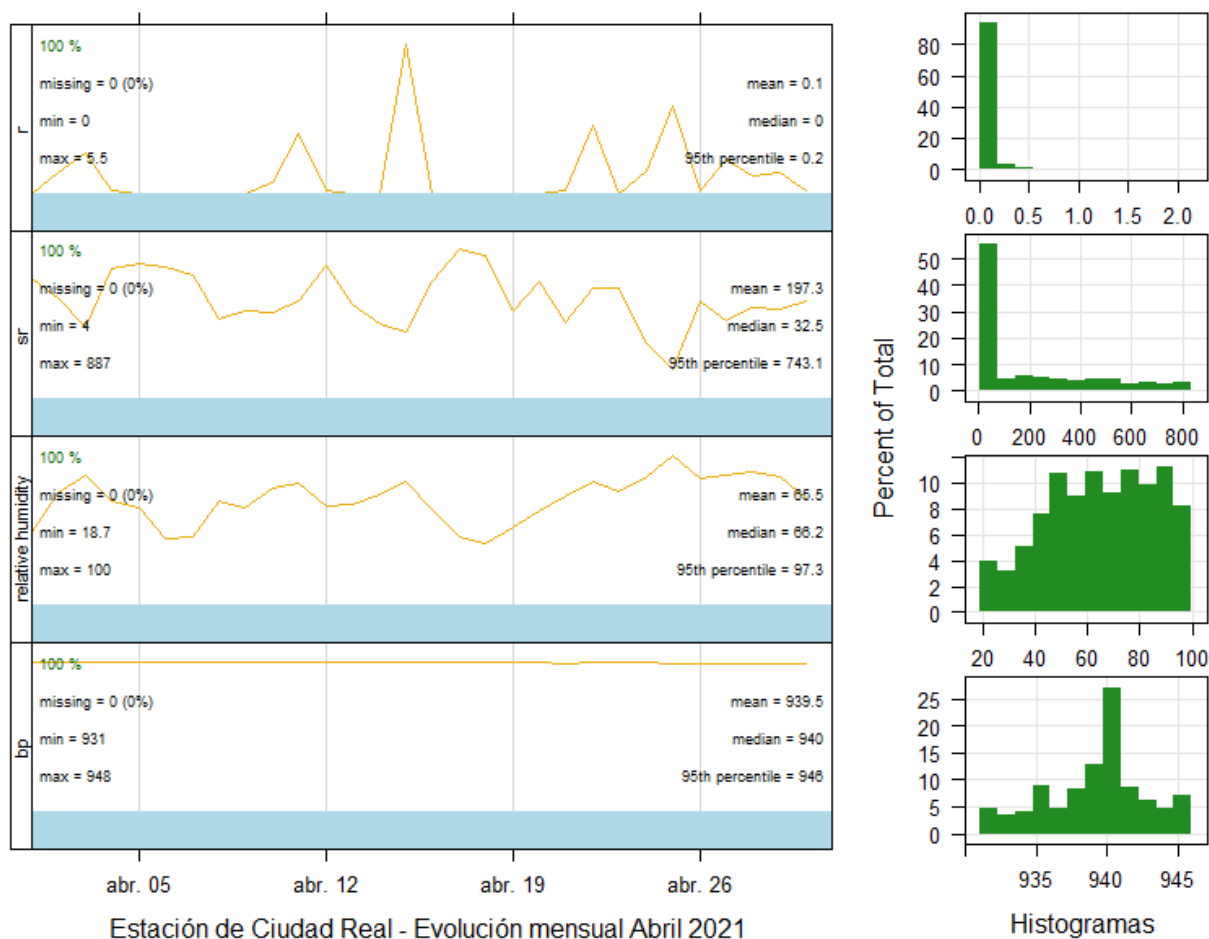 r
100 %
missing = 0 (0%)
min = 0
max = 5.5
mean = 0.1
median = 0
95th percentile = 0.2
sr
100 %
missing = 0 (0%)
min = 4
max = 887
mean = 197.3
median = 32.5
95th percentile = 743.1
relative humidity
100 %
missing = 0 (0%)
min = 18.7
max = 100
mean = 65.5
median = 66.2
95th percentile = 97.3
bp
100 %
missing = 0 (0%)
min = 931
max = 948
mean = 939.5
median = 940
95th percentile = 946
abr. 05 abr. 12 abr. 19 abr. 26
Estación de Ciudad Real - Evolución mensual Abril 2021
Percent of Total
80
60
40
20
0
0.0 0.5 1.0 1.5 2.0
50
40
30
20
10
0
0 200 400 600 800
10
8
6
4
2
0
20 40 60 80 100
25
20
15
10
5
0
935 940 945
Histogramas